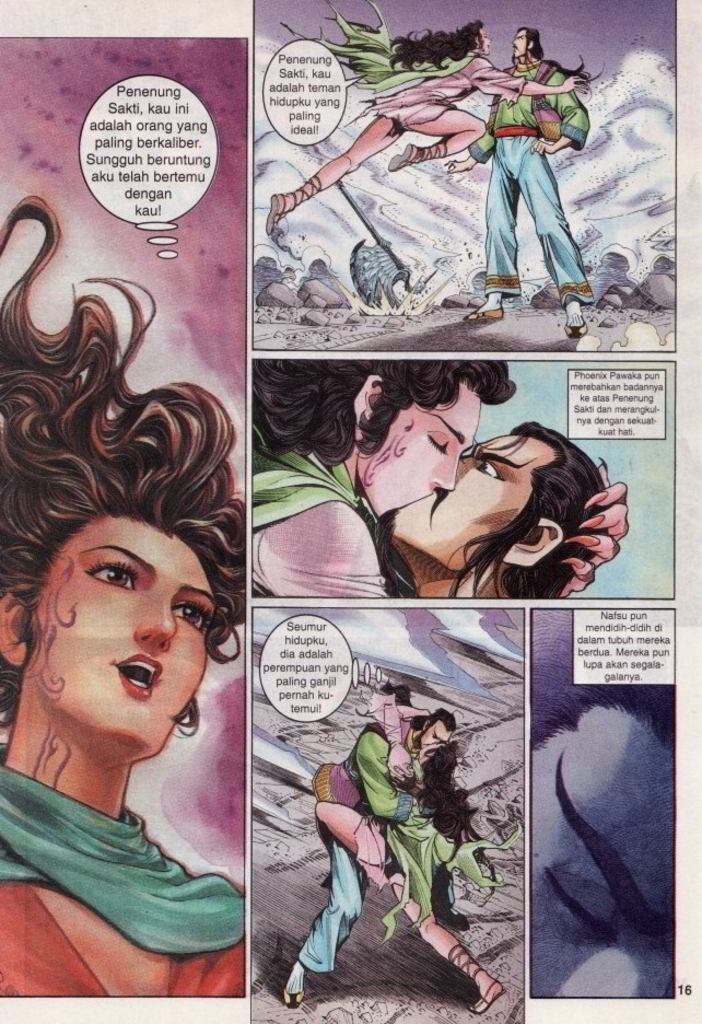 Penenung
Sakti, kau ini
adalah orang yang
paling berkaliber.
Sungguh beruntung
aku telah bertemu
dengan
kau!
Penenung
Sakti, kau
adalah teman
hidupku yang
paling
ideal!
Phoenix Pawaka pun
merebahkan badannya
ke atas Penenung
Sakti dan merangkul-
nya dengan sekuat-
kuat hati.
Seumur
hidupku,
dia adalah
perempuan yang
paling ganjil
pernah ku-
temui!
Nafsu pun
mendidih-didih di
dalam tubuh mereka
berdua. Mereka pun
lupa akan segala-
galanya.
16